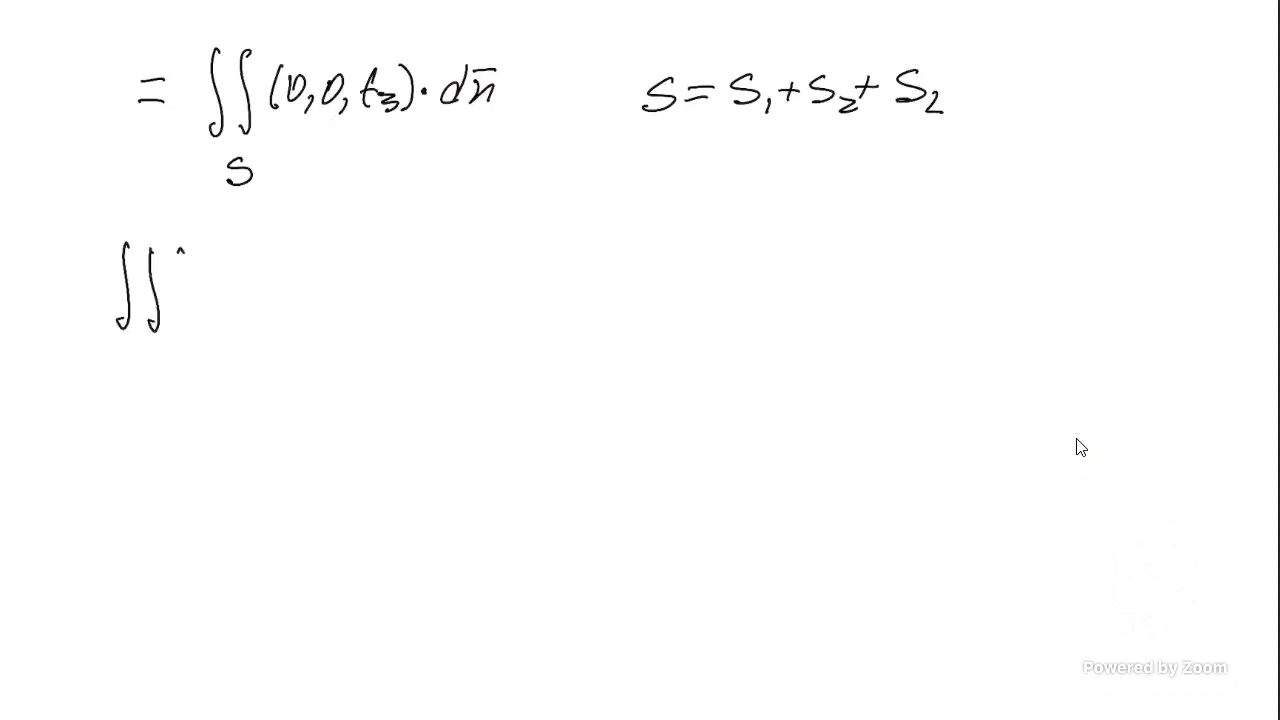 = ∬ (0, 0, f₃) · dn̄   S = S₁ + S₂ + S₂
S
∬
Powered by Zoom